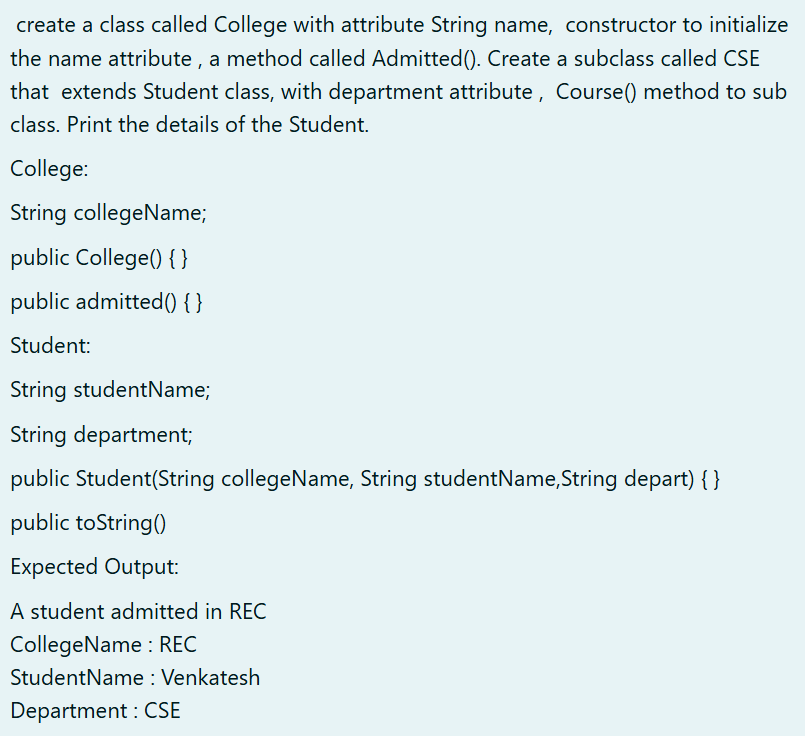 create a class called College with attribute String name,  constructor to initialize
the name attribute , a method called Admitted(). Create a subclass called CSE
that  extends Student class, with department attribute ,  Course() method to sub
class. Print the details of the Student.
College:
String collegeName;
public College() { }
public admitted() { }
Student:
String studentName;
String department;
public Student(String collegeName, String studentName,String depart) { }
public toString()
Expected Output:
A student admitted in REC
CollegeName : REC
StudentName : Venkatesh
Department : CSE